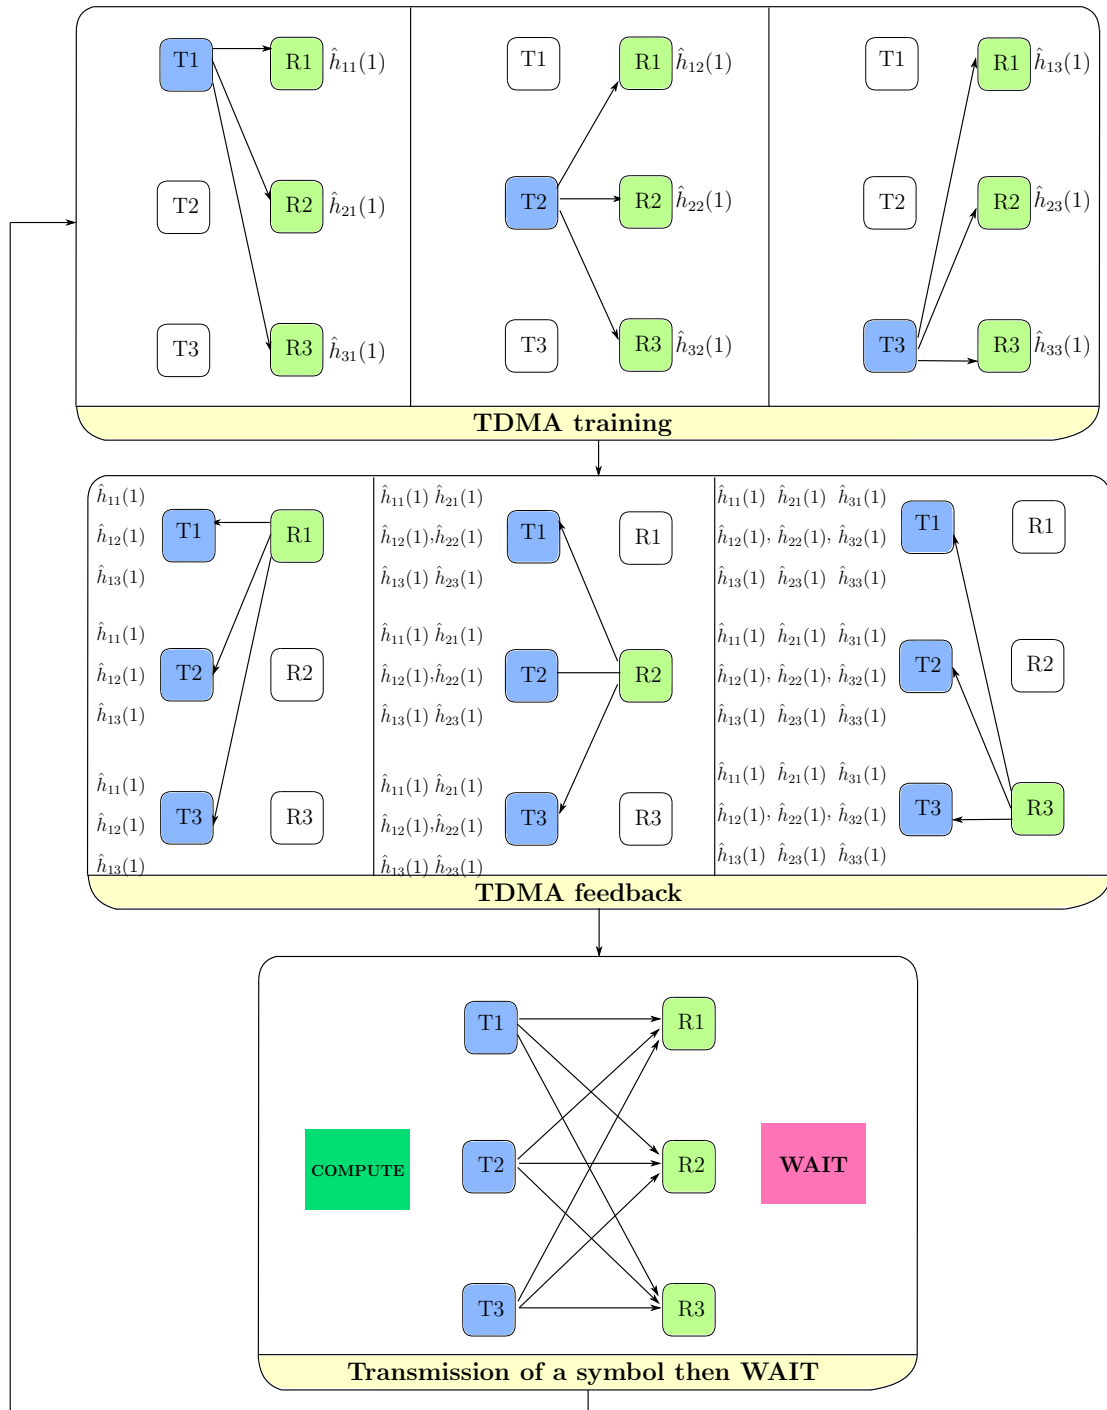 T1 R1 ĥ₁₁(1) T1 R1 ĥ₁₂(1) T1 R1 ĥ₁₃(1)
T2 R2 ĥ₂₁(1) T2 R2 ĥ₂₂(1) T2 R2 ĥ₂₃(1)
T3 R3 ĥ₃₁(1) T3 R3 ĥ₃₂(1) T3 R3 ĥ₃₃(1)
TDMA training
ĥ₁₁(1) ĥ₁₁(1) ĥ₂₁(1) ĥ₁₁(1) ĥ₂₁(1) ĥ₃₁(1)
ĥ₁₂(1) T1 R1 ĥ₁₂(1),ĥ₂₂(1) T1 R1 ĥ₁₂(1), ĥ₂₂(1), ĥ₃₂(1) T1 R1
ĥ₁₃(1) ĥ₁₃(1) ĥ₂₃(1) ĥ₁₃(1) ĥ₂₃(1) ĥ₃₃(1)
ĥ₁₁(1) ĥ₁₁(1) ĥ₂₁(1) ĥ₁₁(1) ĥ₂₁(1) ĥ₃₁(1)
ĥ₁₂(1) T2 R2 ĥ₁₂(1),ĥ₂₂(1) T2 R2 ĥ₁₂(1), ĥ₂₂(1), ĥ₃₂(1) T2 R2
ĥ₁₃(1) ĥ₁₃(1) ĥ₂₃(1) ĥ₁₃(1) ĥ₂₃(1) ĥ₃₃(1)
ĥ₁₁(1) ĥ₁₁(1) ĥ₂₁(1) ĥ₁₁(1) ĥ₂₁(1) ĥ₃₁(1)
ĥ₁₂(1) T3 R3 ĥ₁₂(1),ĥ₂₂(1) T3 R3 ĥ₁₂(1), ĥ₂₂(1), ĥ₃₂(1) T3 R3
ĥ₁₃(1) ĥ₁₃(1) ĥ₂₃(1) ĥ₁₃(1) ĥ₂₃(1) ĥ₃₃(1)
TDMA feedback
T1 R1
COMPUTE T2 R2 WAIT
T3 R3
Transmission of a symbol then WAIT